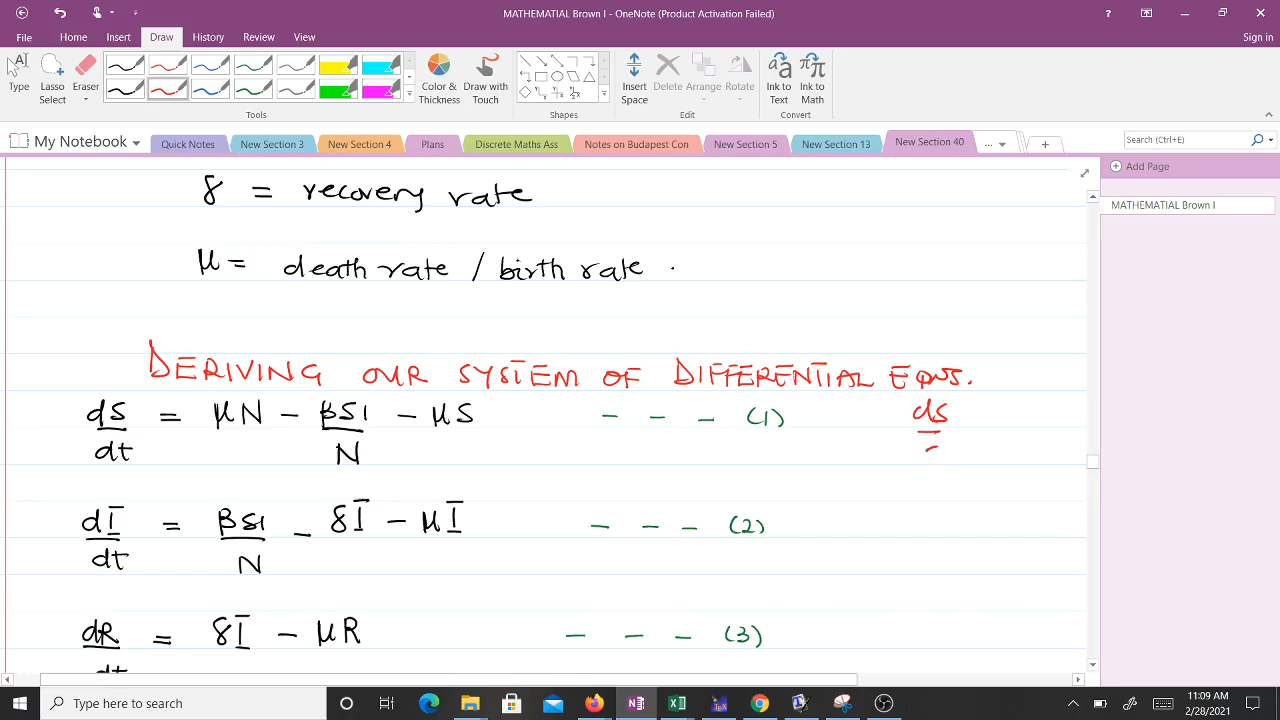 MATHEMATIAL Brown I - OneNote (Product Activation Failed)
File Home Insert Draw History Review View Sign in
Type Lasso Select Eraser Color & Thickness Draw with Touch Insert Space Delete Arrange Rotate Ink to Text Ink to Math
Tools Shapes Edit Convert
My Notebook Quick Notes New Section 3 New Section 4 Plans Discrete Maths Ass Notes on Budapest Con New Section 5 New Section 13 New Section 40 ... Search (Ctrl+E)
Add Page
MATHEMATIAL Brown I
γ = recovery rate
μ = death rate / birth rate .
DERIVING OUR SYSTEM OF DIFFERENTIAL EQNS.
dS/dt = μN - βSI/N - μS - - - (1) dS
dI/dt = βSI/N - γI - μI - - - (2)
dR/dt = γI - μR - - - (3)
Type here to search
11:09 AM
2/28/2021